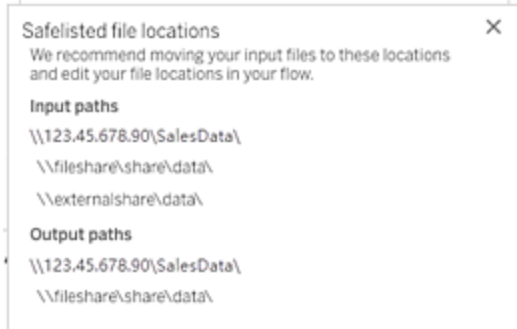 Safelisted file locations
We recommend moving your input files to these locations
and edit your file locations in your flow.
Input paths
\\123.45.678.90\SalesData\
\\fileshare\share\data\
\\externalshare\data\
Output paths
\\123.45.678.90\SalesData\
\\fileshare\share\data\